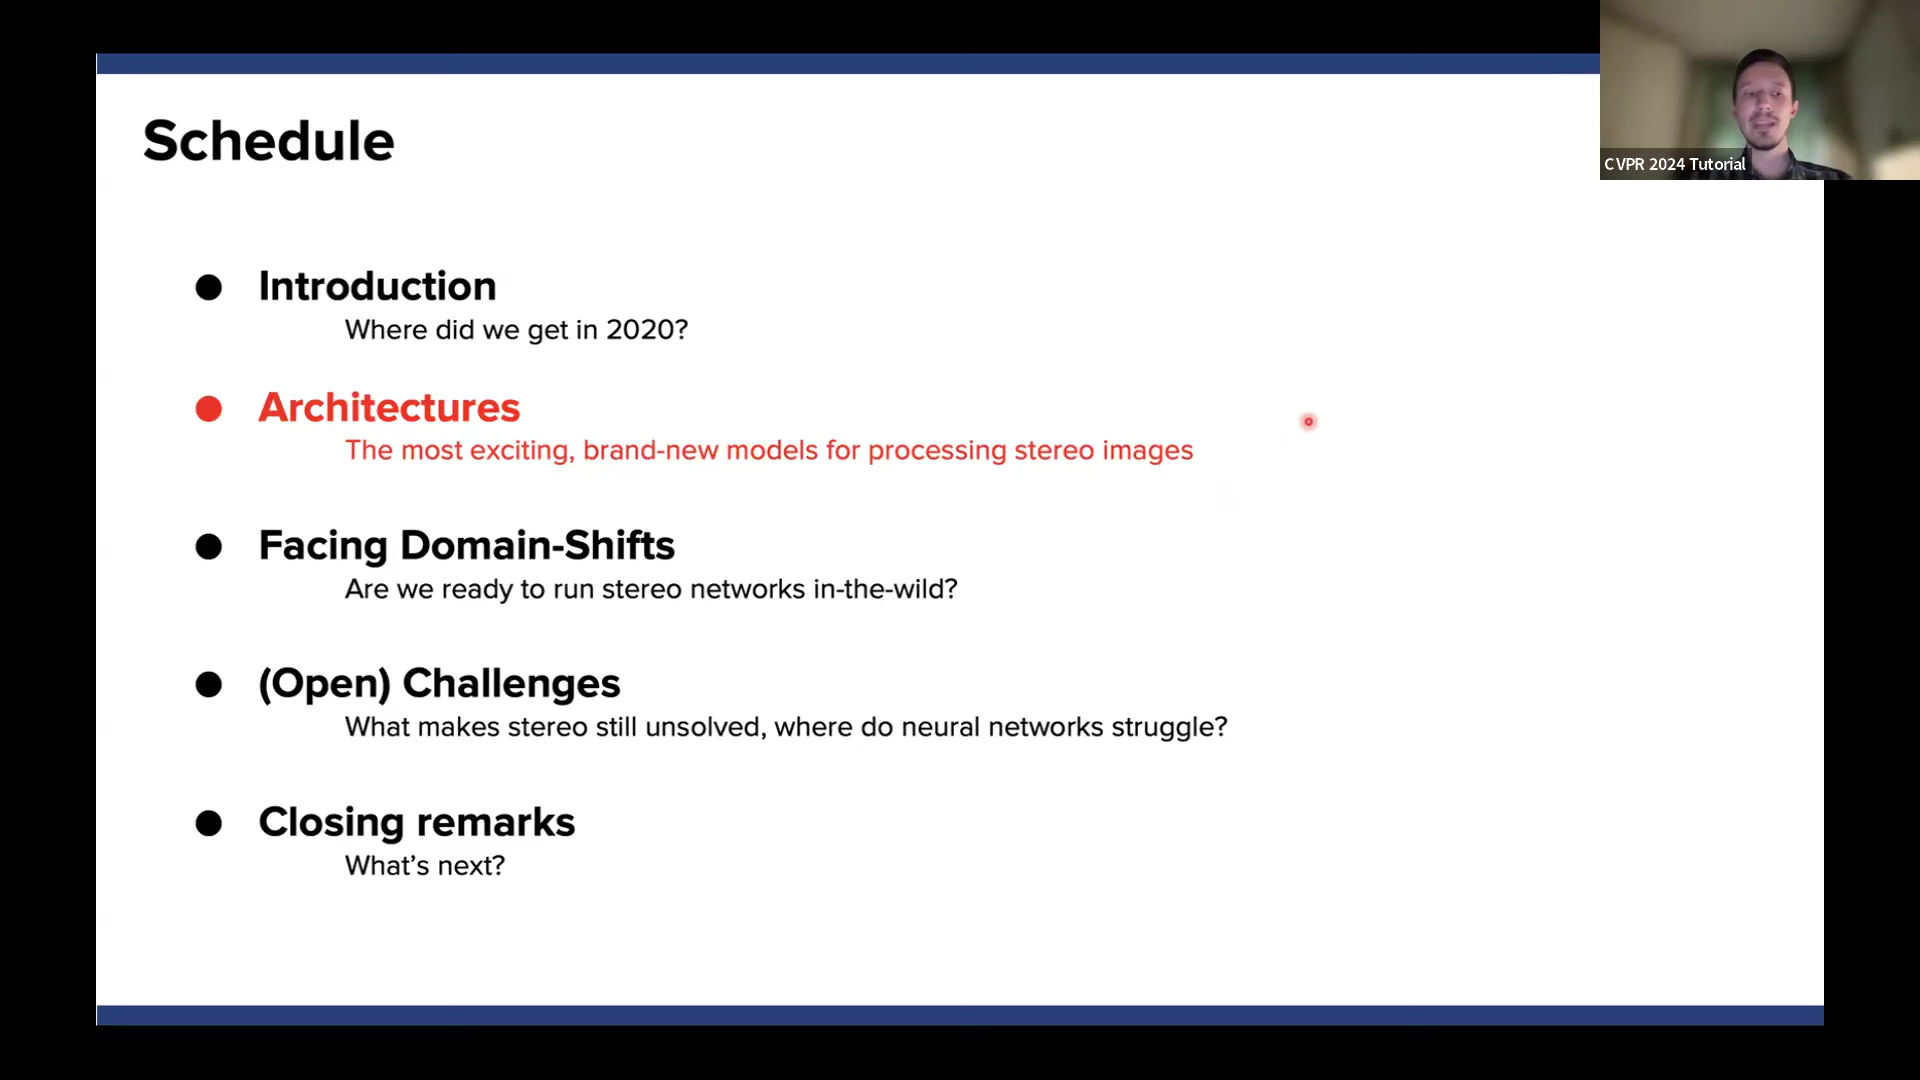 Schedule
CVPR 2024 Tutorial
● Introduction
Where did we get in 2020?
● Architectures
The most exciting, brand-new models for processing stereo images
● Facing Domain-Shifts
Are we ready to run stereo networks in-the-wild?
● (Open) Challenges
What makes stereo still unsolved, where do neural networks struggle?
● Closing remarks
What’s next?